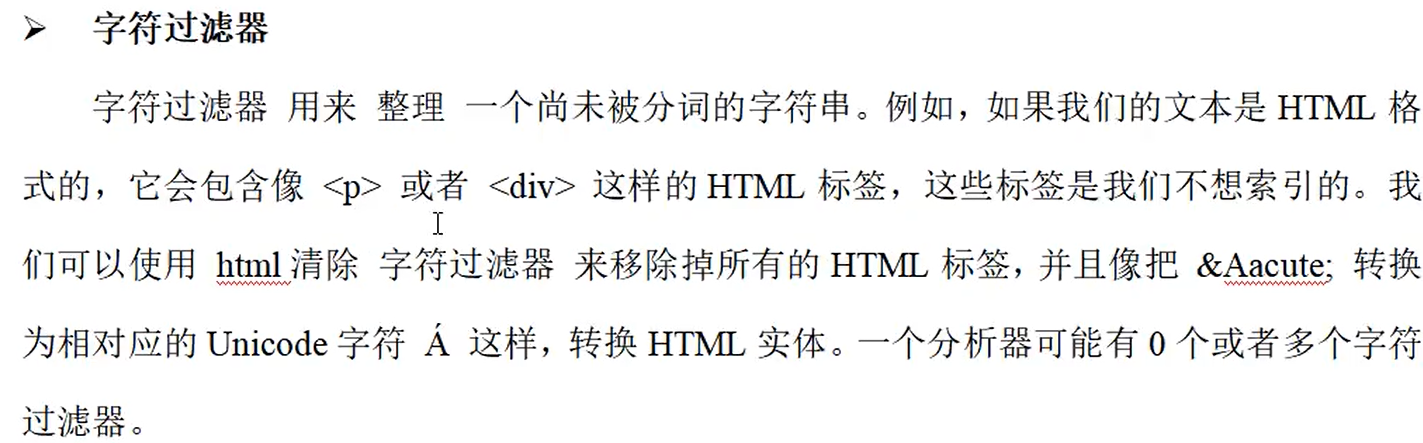 ➢ 字符过滤器
字符过滤器 用来 整理 一个尚未被分词的字符串。例如，如果我们的文本是 HTML 格
式的，它会包含像 <p> 或者 <div> 这样的 HTML 标签，这些标签是我们不想索引的。我
们可以使用 html 清除 字符过滤器 来移除掉所有的 HTML 标签，并且像把 &Aacute; 转换
为相对应的 Unicode 字符 Á 这样，转换 HTML 实体。一个分析器可能有 0 个或者多个字符
过滤器。